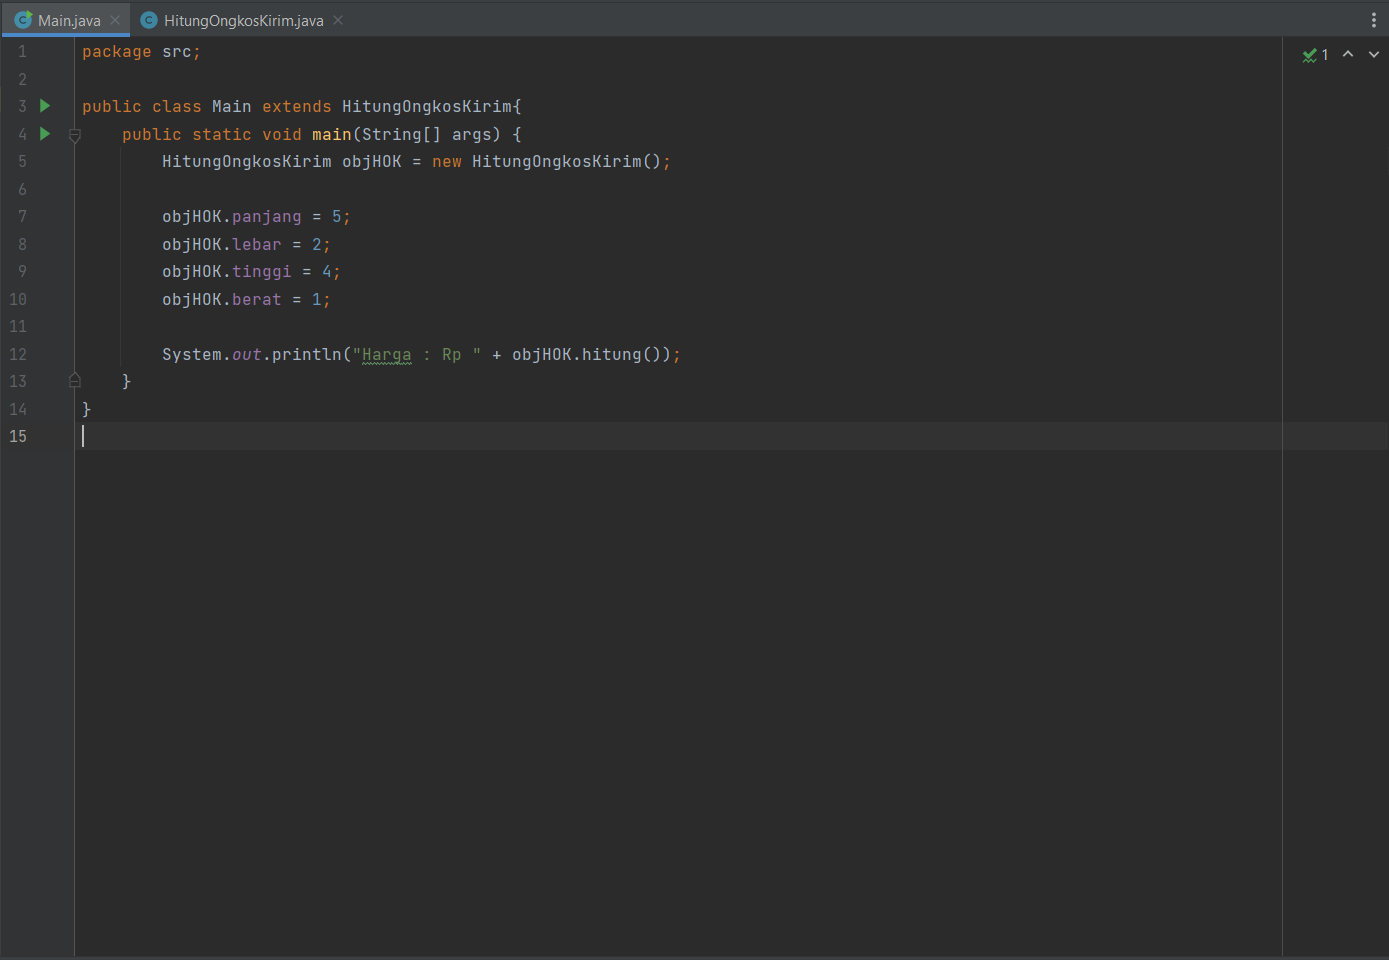 Main.java HitungOngkosKirim.java
1 package src;
2
3 public class Main extends HitungOngkosKirim{
4 public static void main(String[] args) {
5 HitungOngkosKirim objHOK = new HitungOngkosKirim();
6
7 objHOK.panjang = 5;
8 objHOK.lebar = 2;
9 objHOK.tinggi = 4;
10 objHOK.berat = 1;
11
12 System.out.println("Harga : Rp " + objHOK.hitung());
13 }
14 }
15
1